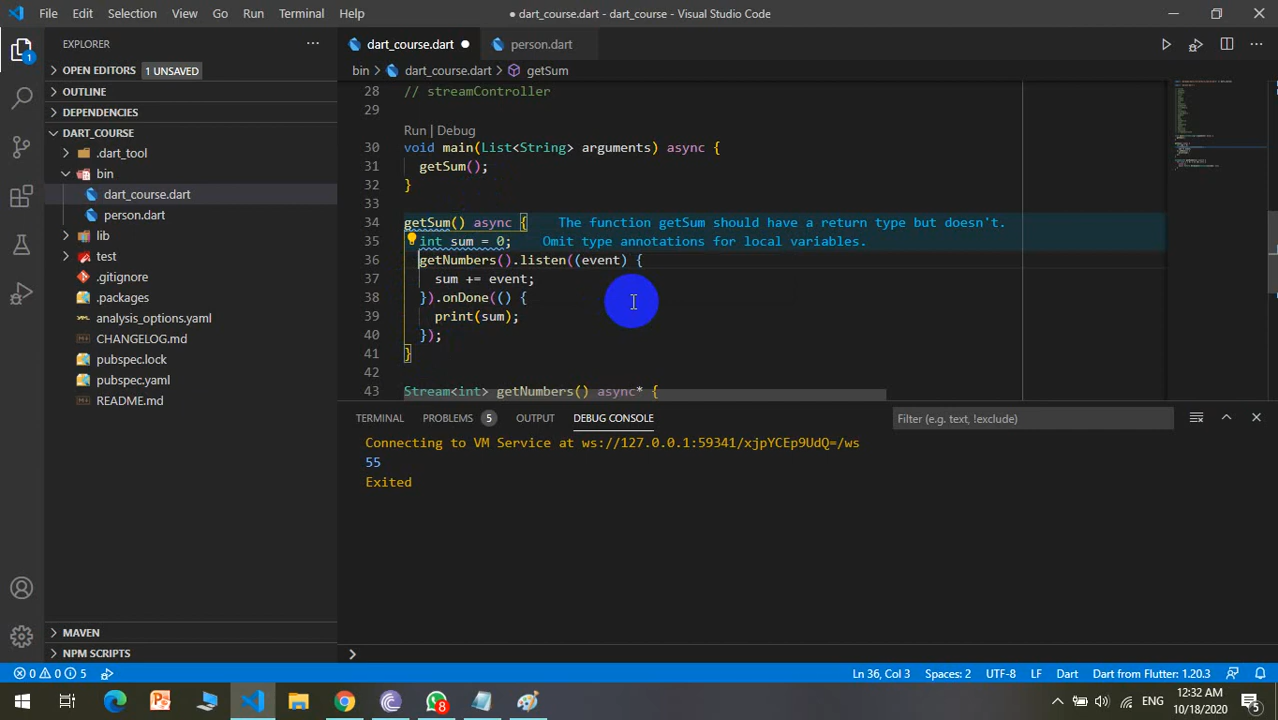 File Edit Selection View Go Run Terminal Help
● dart_course.dart - dart_course - Visual Studio Code
EXPLORER
OPEN EDITORS 1 UNSAVED
OUTLINE
DEPENDENCIES
DART_COURSE
.dart_tool
bin
dart_course.dart
person.dart
lib
test
.gitignore
.packages
analysis_options.yaml
CHANGELOG.md
pubspec.lock
pubspec.yaml
README.md
MAVEN
NPM SCRIPTS
1
dart_course.dart ● person.dart
bin > dart_course.dart > getSum
28 // streamController
29
Run | Debug
30 void main(List<String> arguments) async {
31 getSum();
32 }
33
34 getSum() async { The function getSum should have a return type but doesn't.
35 int sum = 0; Omit type annotations for local variables.
36 getNumbers().listen((event) {
37 sum += event;
38 }).onDone(() {
39 print(sum);
40 });
41 }
42
43 Stream<int> getNumbers() async* {
TERMINAL PROBLEMS 5 OUTPUT DEBUG CONSOLE Filter (e.g. text, !exclude)
Connecting to VM Service at ws://127.0.0.1:59341/xjpYCEp9UdQ=/ws
55
Exited
0 0 5 Ln 36, Col 3 Spaces: 2 UTF-8 LF Dart Dart from Flutter: 1.20.3
8 ENG 12:32 AM
10/18/2020 5